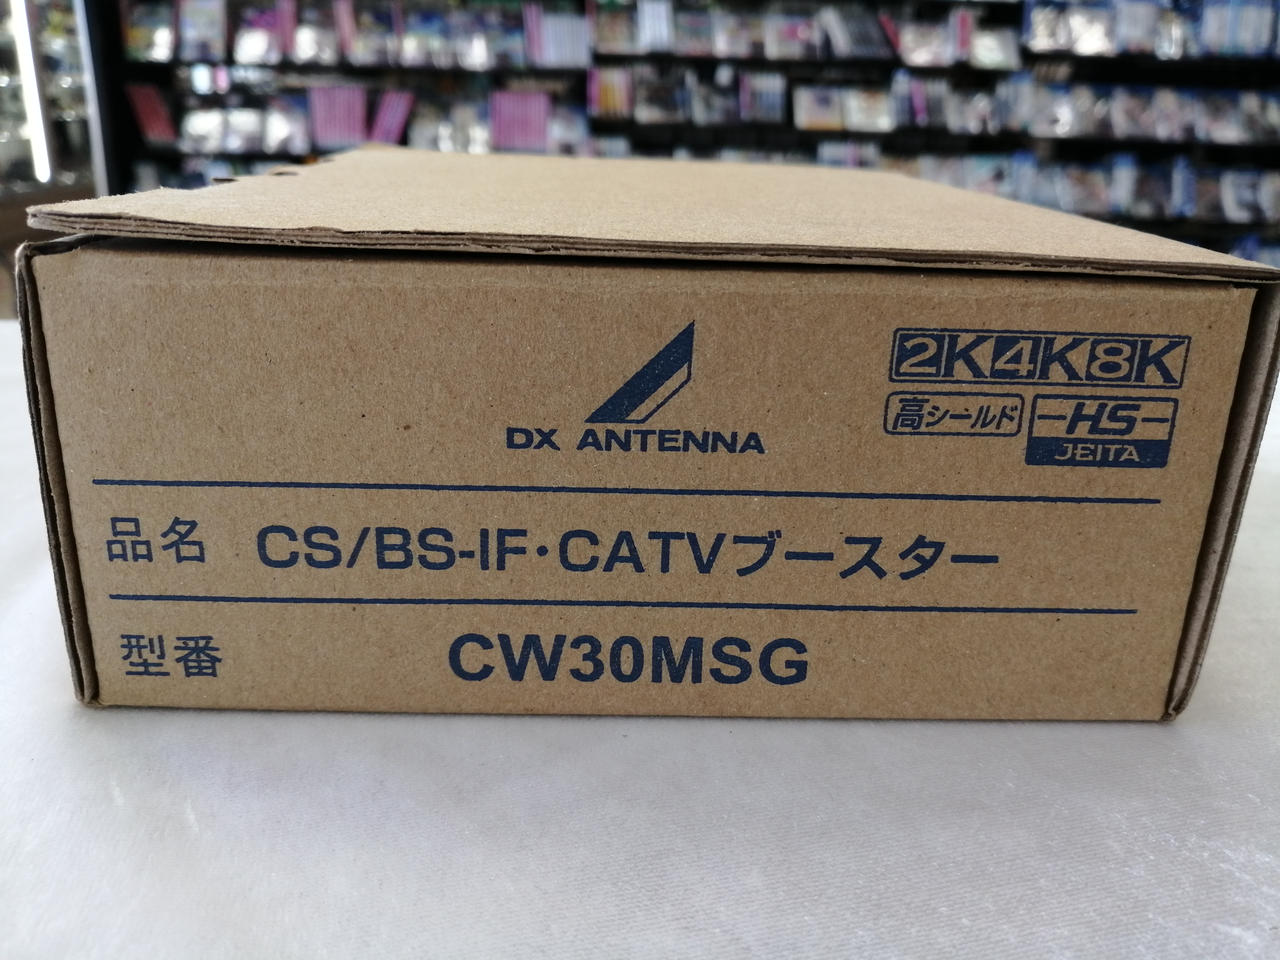 2K4K8K
高シールド
HS
JEITA
DX ANTENNA
品名 CS/BS-IF・CATVブースター
型番 CW30MSG